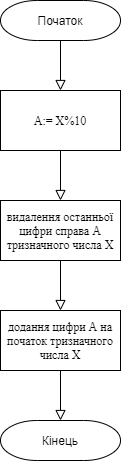 Початок
A:= X%10
видалення останньої
цифри справа A
тризначного числа X
додання цифри A на
початок тризначного
числа X
Кінець